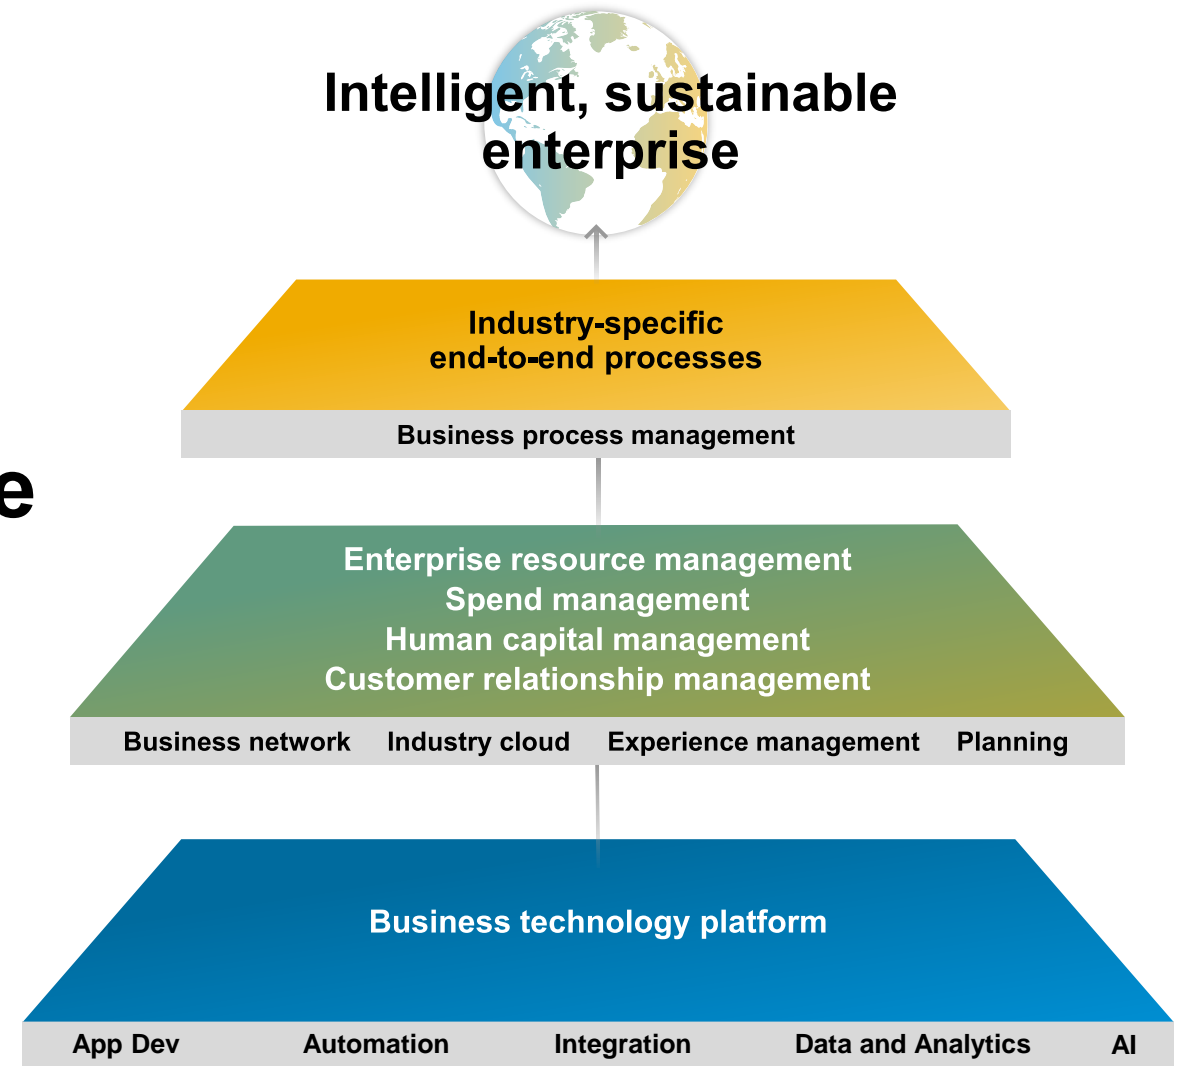 Intelligent, sustainable
enterprise
Industry-specific
end-to-end processes
Business process management
e
Enterprise resource management
Spend management
Human capital management
Customer relationship management
Business network Industry cloud Experience management Planning
Business technology platform
App Dev Automation Integration Data and Analytics AI